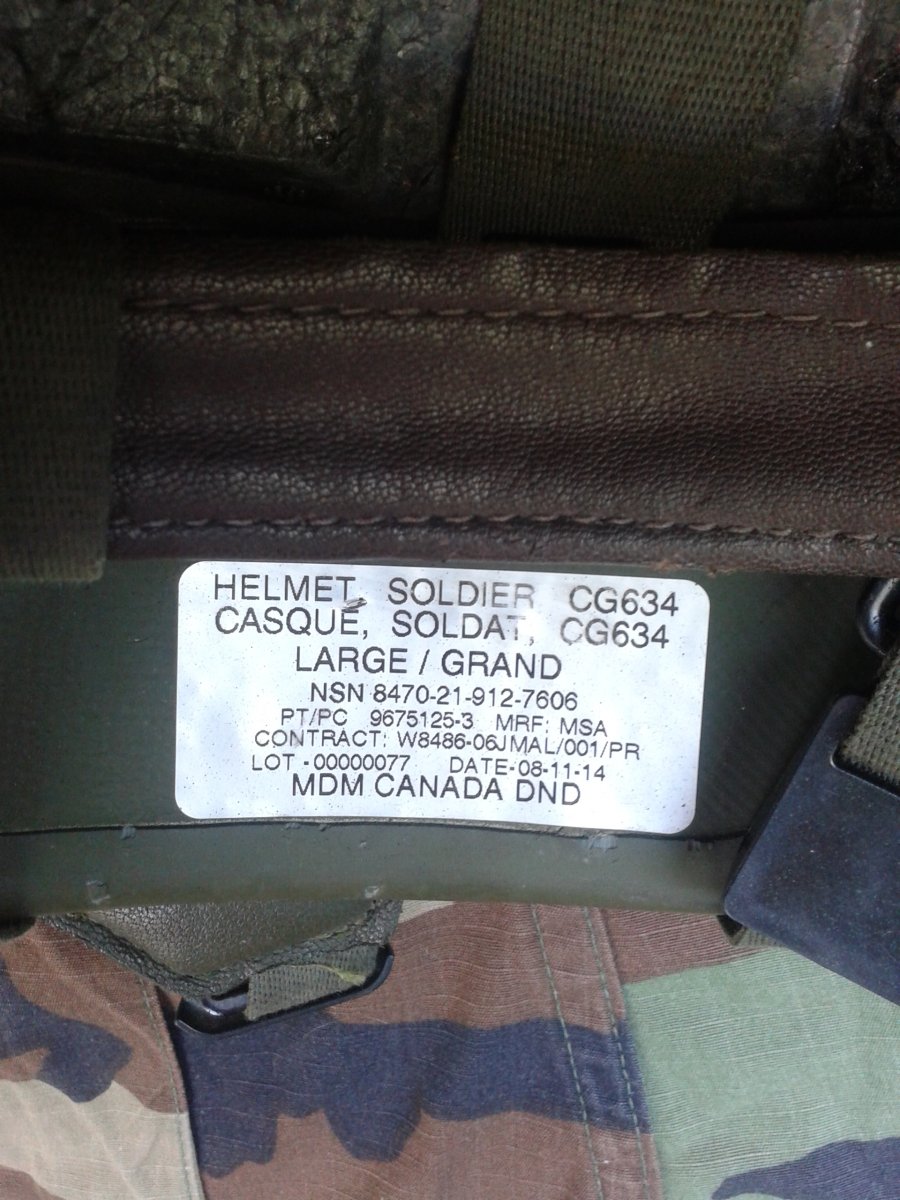 HELMET, SOLDIER CG634
CASQUE, SOLDAT, CG634
LARGE / GRAND
NSN 8470-21-912-7606
PT/PC 9675125-3 MRF: MSA
CONTRACT: W8486-06JMAL/001/PR
LOT -00000077 DATE-08-11-14
MDM CANADA DND